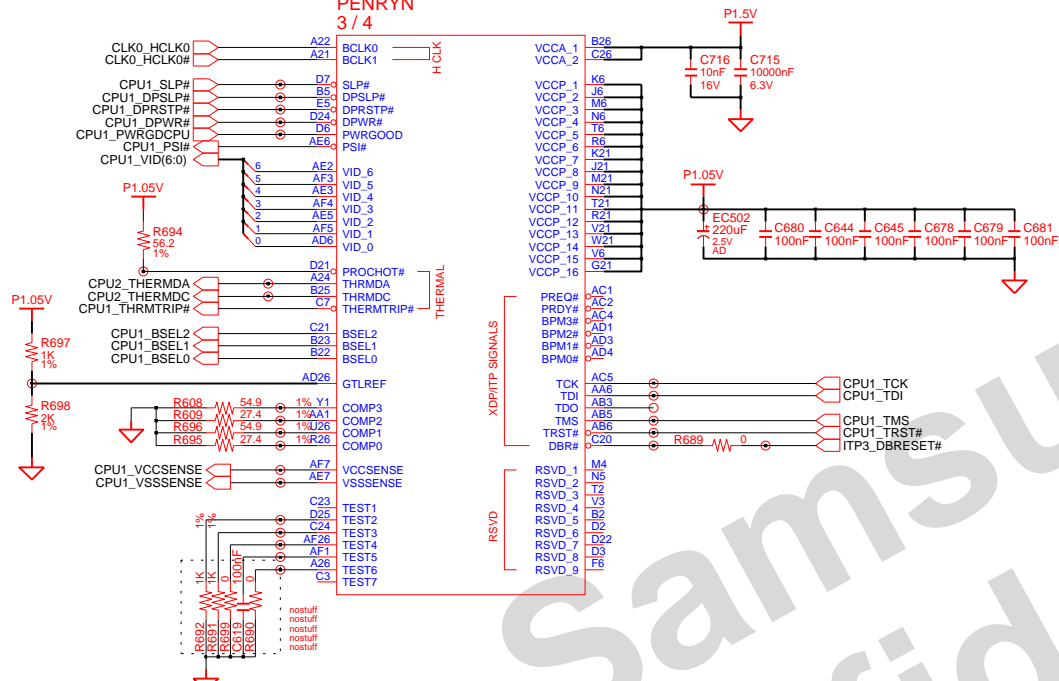 PENRYN
3 / 4
CLK0_HCLK0
CLK0_HCLK0#
A22
A21
BCLK0
BCLK1
H CLK
CPU1_SLP#
CPU1_DPSLP#
CPU1_DPRSTP#
CPU1_DPWR#
CPU1_PWRGDCPU
CPU1_PSI#
CPU1_VID(6:0)
D7
B5
E5
D24
D6
AE6
SLP#
DPSLP#
DPRSTP#
DPWR#
PWRGOOD
PSI#
6 AE2 VID_6
5 AF3 VID_5
4 AE3 VID_4
3 AF4 VID_3
2 AE5 VID_2
1 AF5 VID_1
0 AD6 VID_0
P1.05V
R694
56.2
1%
D21 PROCHOT#
CPU2_THERMDA A24 THRMDA
CPU2_THERMDC B25 THRMDC
CPU1_THRMTRIP# C7 THERMTRIP#
THERMAL
CPU1_BSEL2 C21 BSEL2
CPU1_BSEL1 B23 BSEL1
CPU1_BSEL0 B22 BSEL0
P1.05V
R697
1K
1%
AD26 GTLREF
R698
2K
1%
R608 54.9 1% Y1 COMP3
R609 27.4 1% AA1 COMP2
R696 54.9 1% U26 COMP1
R695 27.4 1% R26 COMP0
CPU1_VCCSENSE AF7 VCCSENSE
CPU1_VSSSENSE AE7 VSSSENSE
C23 TEST1
D25 TEST2
C24 TEST3
AF26 TEST4
AF1 TEST5
A26 TEST6
C3 TEST7
1%
1%
1K
1K
0
100nF
0
R692
R691
R699
C619
R690
nostuff
nostuff
nostuff
nostuff
nostuff
P1.5V
VCCA_1 B26
VCCA_2 C26
C716
10nF
16V
C715
10000nF
6.3V
VCCP_1 K6
VCCP_2 J6
VCCP_3 M6
VCCP_4 N6
VCCP_5 T6
VCCP_6 R6
VCCP_7 K21
VCCP_8 J21
VCCP_9 M21
VCCP_10 N21
VCCP_11 T21
VCCP_12 R21
VCCP_13 V21
VCCP_14 W21
VCCP_15 V6
VCCP_16 G21
P1.05V
EC502
220uF
2.5V
AD
C680
100nF
C644
100nF
C645
100nF
C678
100nF
C679
100nF
C681
100nF
XDP/ITP SIGNALS
PREQ# AC1
PRDY# AC2
BPM3# AC4
BPM2# AD1
BPM1# AD3
BPM0# AD4
TCK AC5 CPU1_TCK
TDI AA6 CPU1_TDI
TDO AB3
TMS AB5 CPU1_TMS
TRST# AB6 CPU1_TRST#
DBR# C20 R689 0 ITP3_DBRESET#
RSVD
RSVD_1 M4
RSVD_2 N5
RSVD_3 T2
RSVD_4 V3
RSVD_5 B2
RSVD_6 D2
RSVD_7 D22
RSVD_8 D3
RSVD_9 F6
Samsu
fid